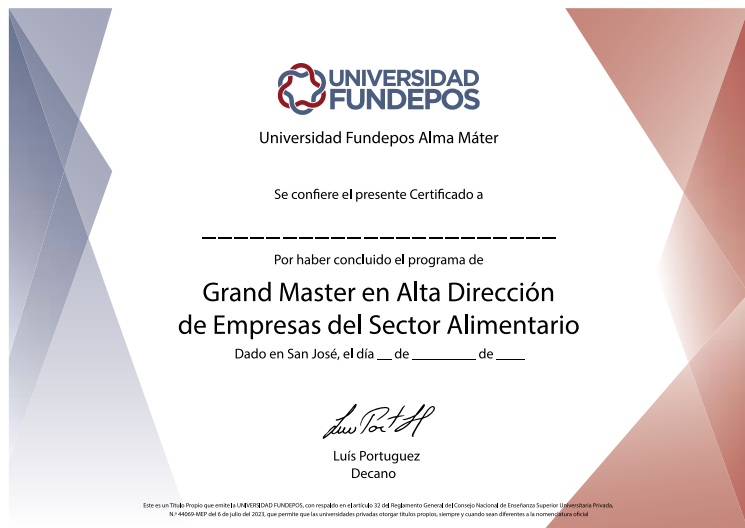 UNIVERSIDAD
FUNDEPOS
Universidad Fundepos Alma Máter
Se confiere el presente Certificado a
Por haber concluido el programa de
Grand Master en Alta Dirección
de Empresas del Sector Alimentario
Dado en San José, el día __ de ________ de ____
Luís Portuguez
Decano
Este es un Título Propio que emite la UNIVERSIDAD FUNDEPOS, con respaldo en el artículo 32 del Reglamento General del Consejo Nacional de Enseñanza Superior Universitaria Privada,
N.º 44069-MEP del 6 de julio del 2023, que permite que las universidades privadas otorgar títulos propios, siempre y cuando sean diferentes a la nomenclatura oficial